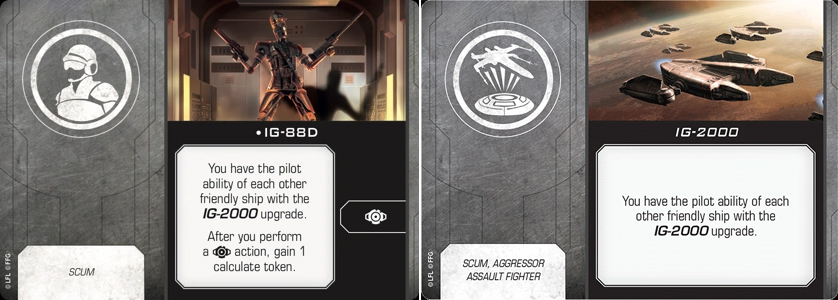 •IG-88D
You have the pilot
ability of each other
friendly ship with the
IG-2000 upgrade.
After you perform
a action, gain 1
calculate token.
SCUM
©LFL ©FFG
IG-2000
You have the pilot ability of each
other friendly ship with the
IG-2000 upgrade.
SCUM, AGGRESSOR
ASSAULT FIGHTER
©LFL ©FFG